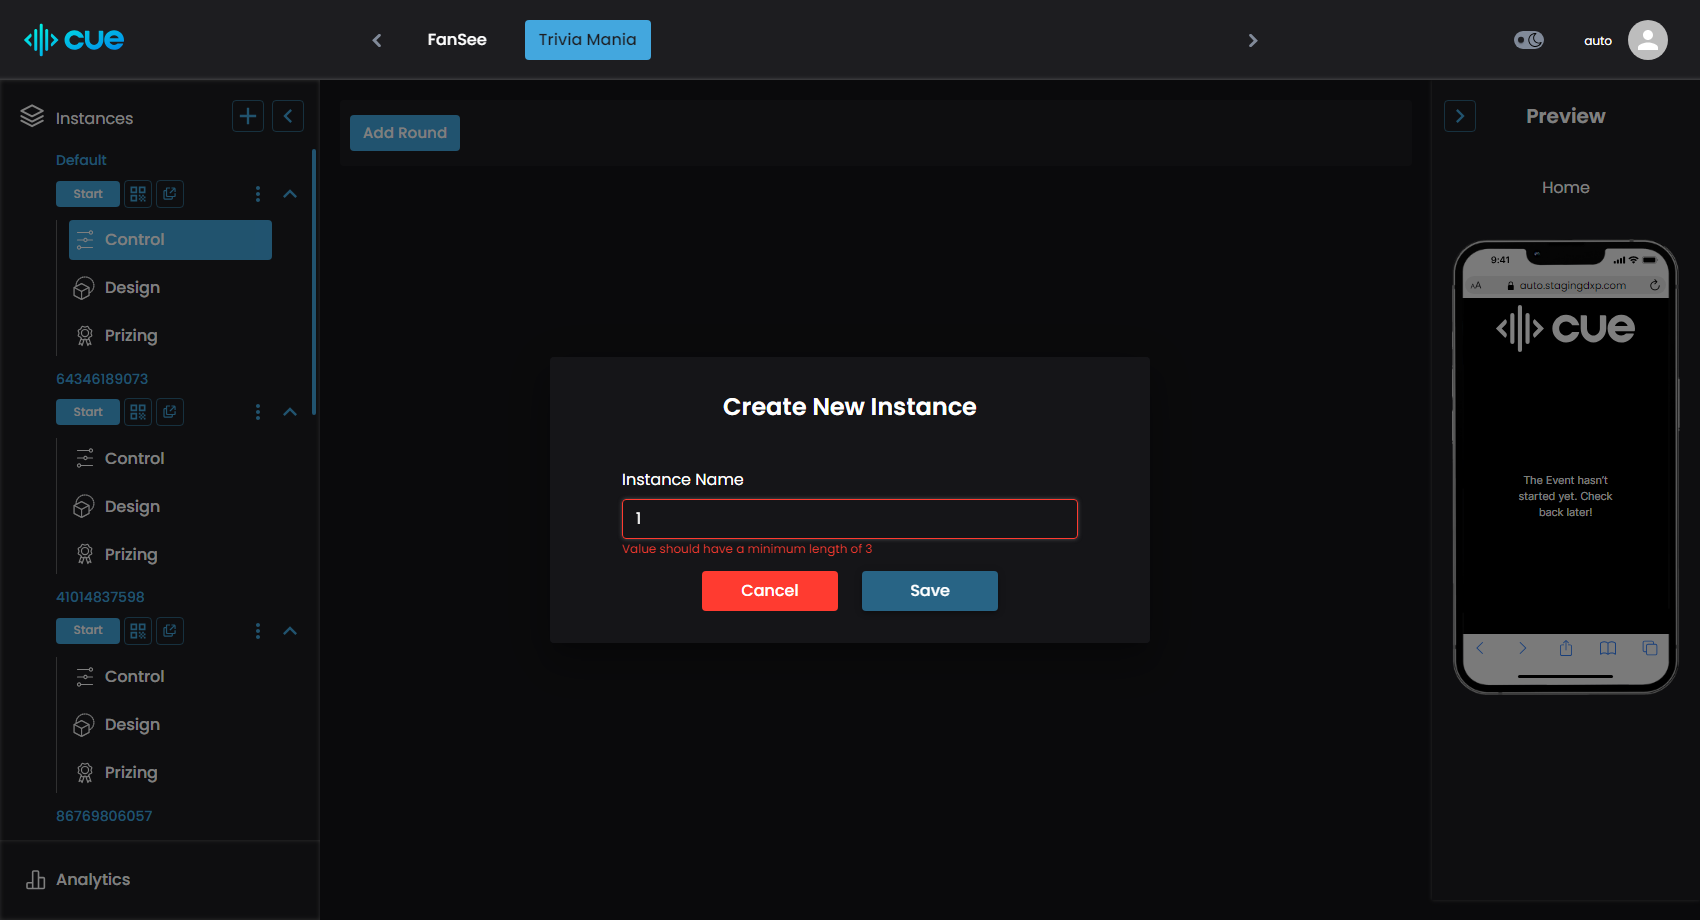 cue
FanSee
Trivia Mania
auto
Instances
Default
Start
Control
Design
Prizing
64346189073
Start
Control
Design
Prizing
41014837598
Start
Control
Design
Prizing
86769806057
Analytics
Add Round
Create New Instance
Instance Name
1
Value should have a minimum length of 3
Cancel
Save
Preview
Home
9:41
AA auto.stagingdxp.com
cue
The Event hasn't
started yet. Check
back later!